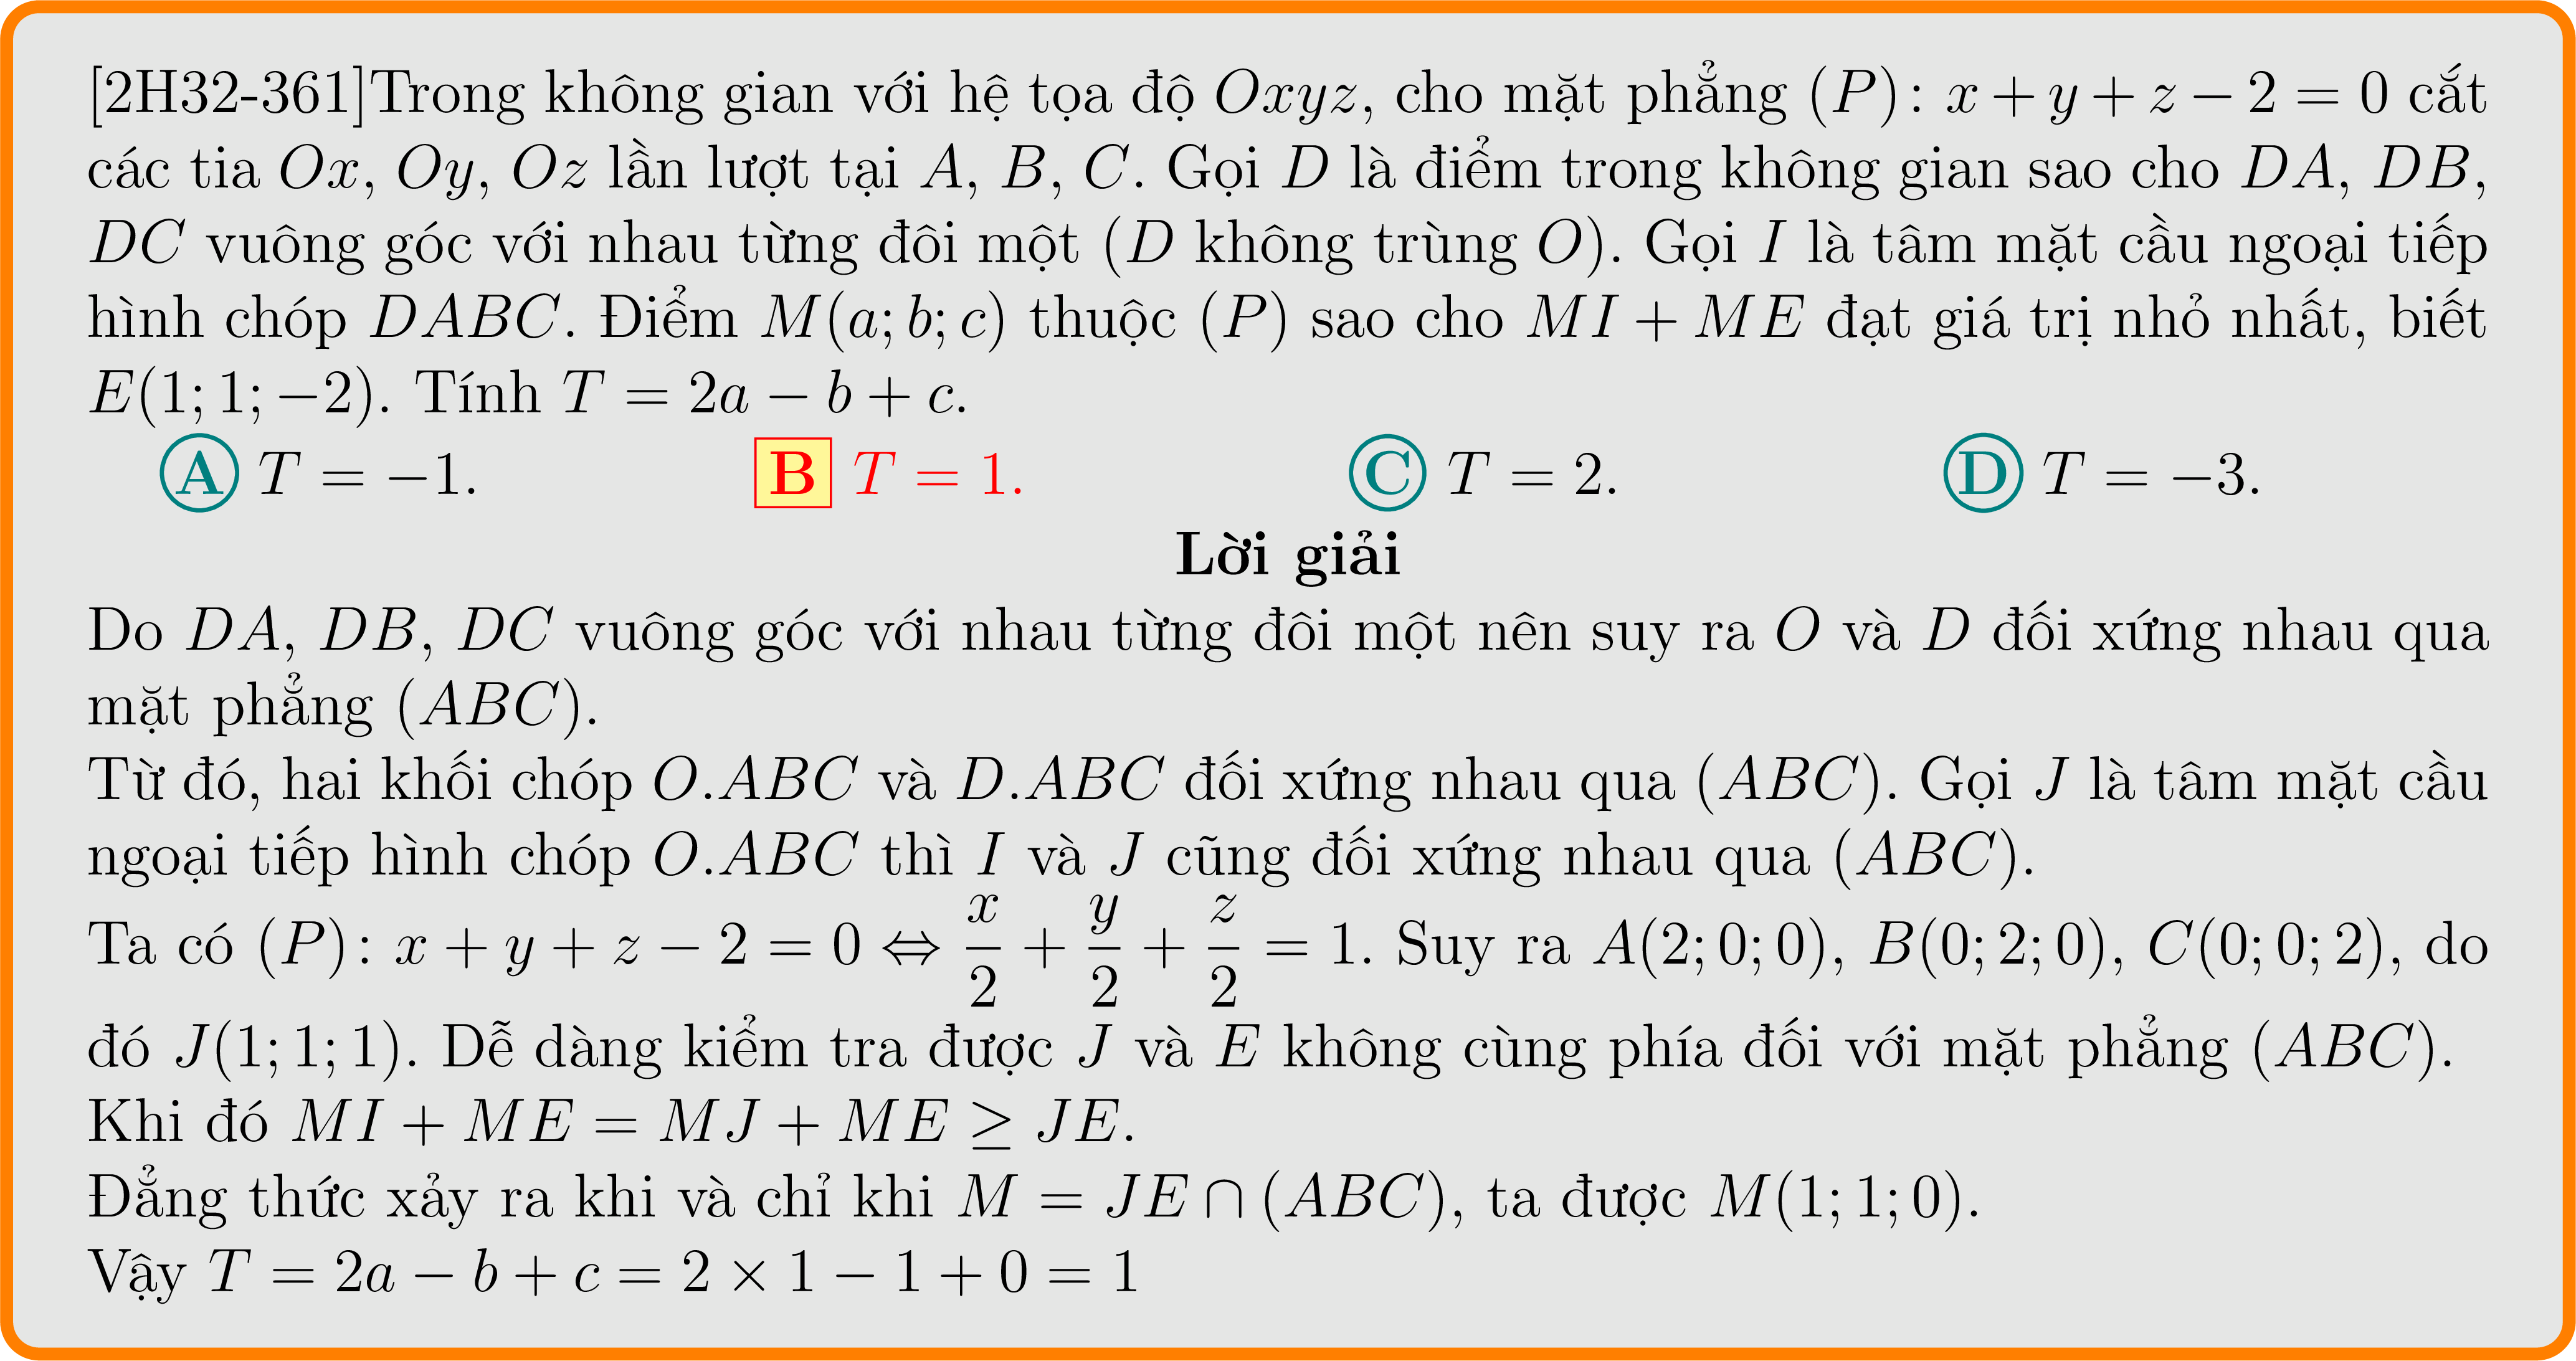 [2H32-361]Trong không gian với hệ tọa độ Oxyz, cho mặt phẳng (P): x + y + z − 2 = 0 cắt
các tia Ox, Oy, Oz lần lượt tại A, B, C. Gọi D là điểm trong không gian sao cho DA, DB,
DC vuông góc với nhau từng đôi một (D không trùng O). Gọi I là tâm mặt cầu ngoại tiếp
hình chóp DABC. Điểm M(a; b; c) thuộc (P) sao cho MI + ME đạt giá trị nhỏ nhất, biết
E(1; 1; −2). Tính T = 2a − b + c.
A T = −1. B T = 1. C T = 2. D T = −3.
Lời giải
Do DA, DB, DC vuông góc với nhau từng đôi một nên suy ra O và D đối xứng nhau qua
mặt phẳng (ABC).
Từ đó, hai khối chóp O.ABC và D.ABC đối xứng nhau qua (ABC). Gọi J là tâm mặt cầu
ngoại tiếp hình chóp O.ABC thì I và J cũng đối xứng nhau qua (ABC).
Ta có (P): x + y + z − 2 = 0 ⇔ x/2 + y/2 + z/2 = 1. Suy ra A(2; 0; 0), B(0; 2; 0), C(0; 0; 2), do
đó J(1; 1; 1). Dễ dàng kiểm tra được J và E không cùng phía đối với mặt phẳng (ABC).
Khi đó MI + ME = MJ + ME ≥ JE.
Đẳng thức xảy ra khi và chỉ khi M = JE ∩ (ABC), ta được M(1; 1; 0).
Vậy T = 2a − b + c = 2 × 1 − 1 + 0 = 1